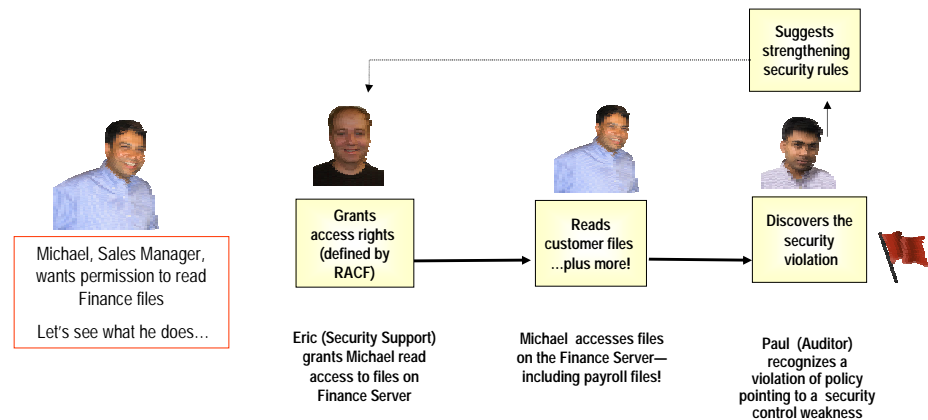 Suggests
strengthening
security rules
Michael, Sales Manager,
wants permission to read
Finance files
Let's see what he does…
Grants
access rights
(defined by
RACF)
Reads
customer files
…plus more!
Discovers the
security
violation
Eric (Security Support)
grants Michael read
access to files on
Finance Server
Michael accesses files
on the Finance Server—
including payroll files!
Paul (Auditor)
recognizes a
violation of policy
pointing to a security
control weakness